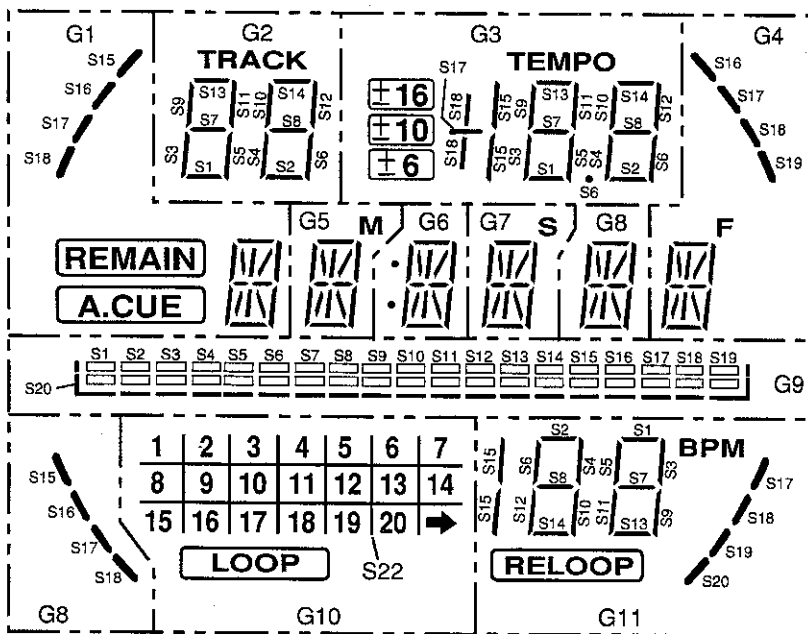 G1 G2 G3 G4
S15 S16 S17 S18
TRACK
S9 S13 S11 S10 S14 S12
S7 S8
S3 S1 S5 S4 S2 S6
TEMPO
±16
±10
±6
S17
S18 S15 S9 S13 S11 S10 S14 S12
S7 S8
S18 S15 S3 S1 S5 S4 S2 S6
S6
S16 S17 S18 S19
G5 M G6 G7 S G8 F
REMAIN
A.CUE
S1 S2 S3 S4 S5 S6 S7 S8 S9 S10 S11 S12 S13 S14 S15 S16 S17 S18 S19
S20 G9
S15 S16 S17 S18
1 2 3 4 5 6 7
8 9 10 11 12 13 14
15 16 17 18 19 20
LOOP
S22
S2 S1 BPM
S15 S6 S4 S5 S3
S8 S7
S15 S12 S14 S10 S11 S13 S9
RELOOP
S17 S18 S19 S20
G8 G10 G11